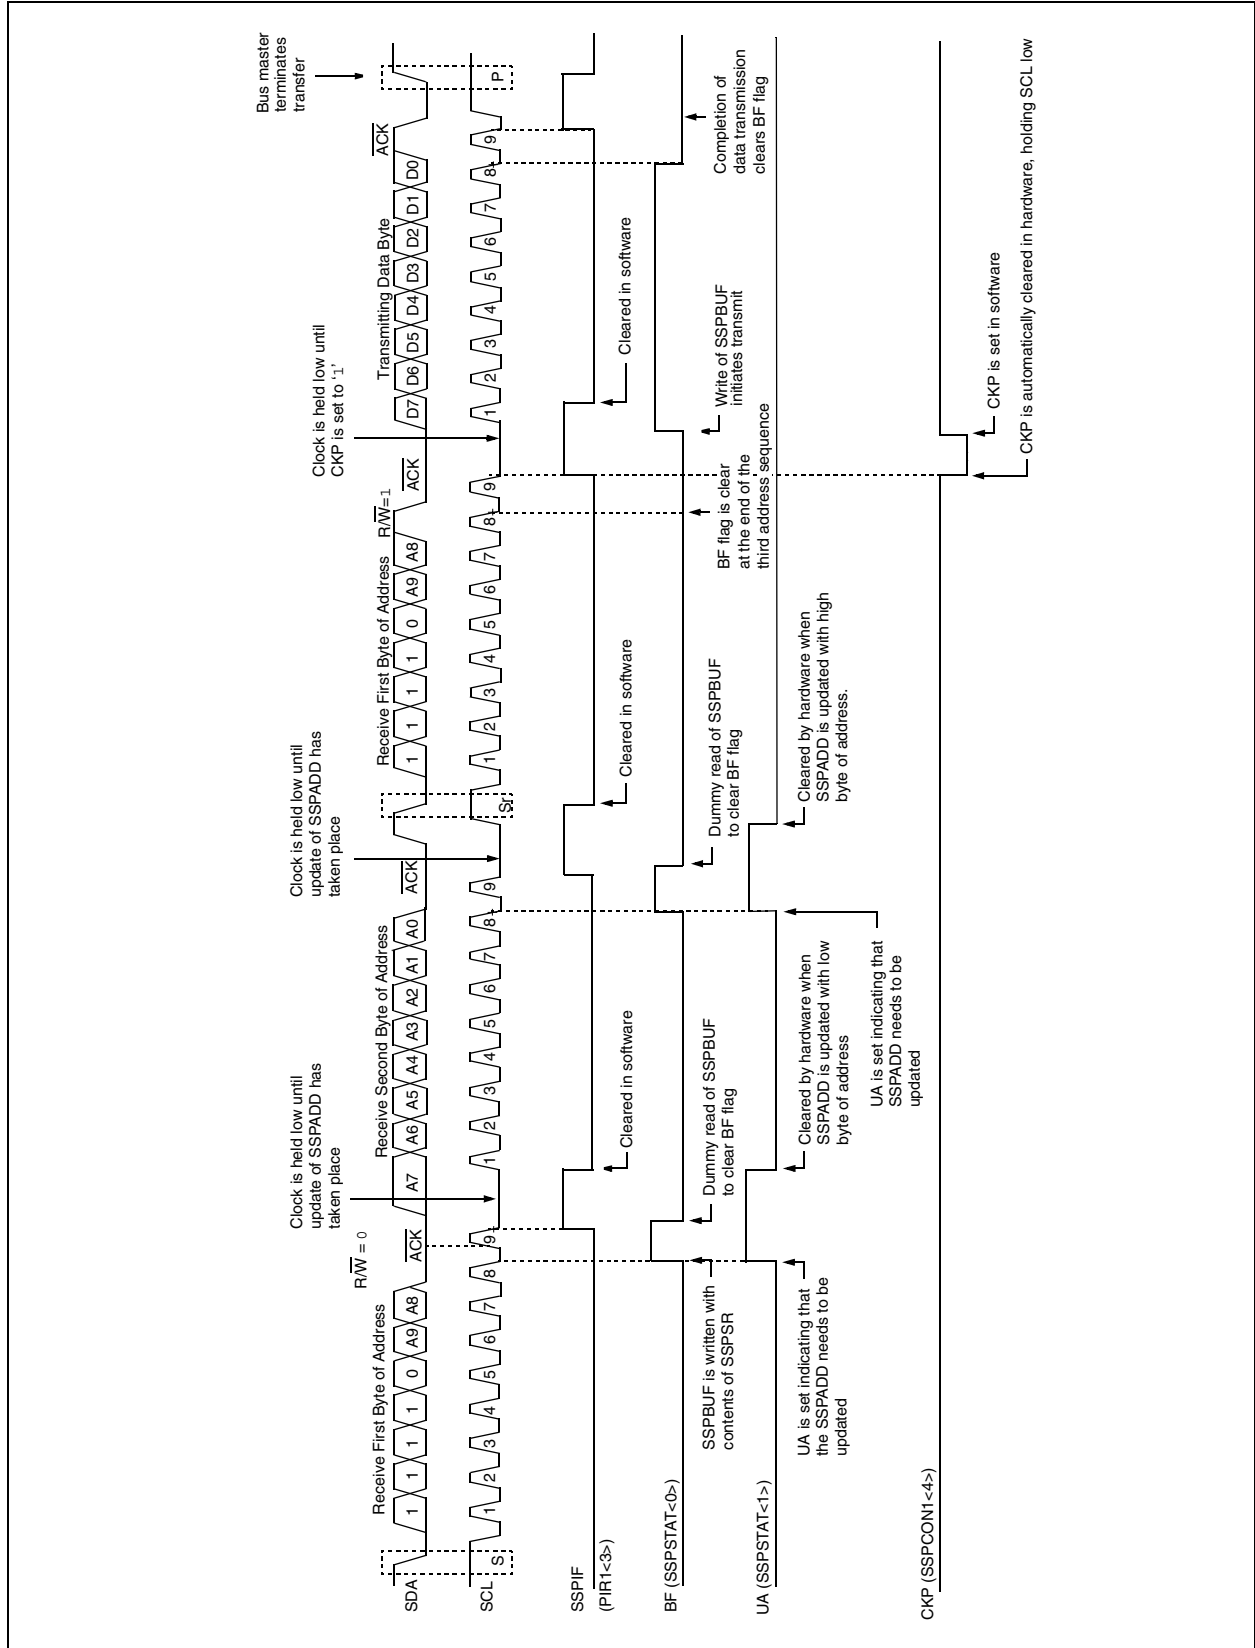 Clock is held low until
update of SSPADD has
taken place
Clock is held low until
update of SSPADD has
taken place
Clock is held low until
CKP is set to ‘1’
Bus master
terminates
transfer
R/W = 0
R/W=1
Receive First Byte of Address
Receive Second Byte of Address
Receive First Byte of Address
Transmitting Data Byte
SDA
1 1 1 1 0 A9 A8 ACK A7 A6 A5 A4 A3 A2 A1 A0 ACK 1 1 1 1 0 A9 A8 ACK D7 D6 D5 D4 D3 D2 D1 D0 ACK
SCL
S 1 2 3 4 5 6 7 8 9 1 2 3 4 5 6 7 8 9 Sr 1 2 3 4 5 6 7 8 9 1 2 3 4 5 6 7 8 9 P
SSPIF
(PIR1<3>)
Cleared in software
Cleared in software
Cleared in software
BF (SSPSTAT<0>)
SSPBUF is written with
contents of SSPSR
Dummy read of SSPBUF
to clear BF flag
Dummy read of SSPBUF
to clear BF flag
BF flag is clear
at the end of the
third address sequence
Write of SSPBUF
initiates transmit
Completion of
data transmission
clears BF flag
UA (SSPSTAT<1>)
UA is set indicating that
the SSPADD needs to be
updated
Cleared by hardware when
SSPADD is updated with low
byte of address
UA is set indicating that
SSPADD needs to be
updated
Cleared by hardware when
SSPADD is updated with high
byte of address.
CKP (SSPCON1<4>)
CKP is set in software
CKP is automatically cleared in hardware, holding SCL low